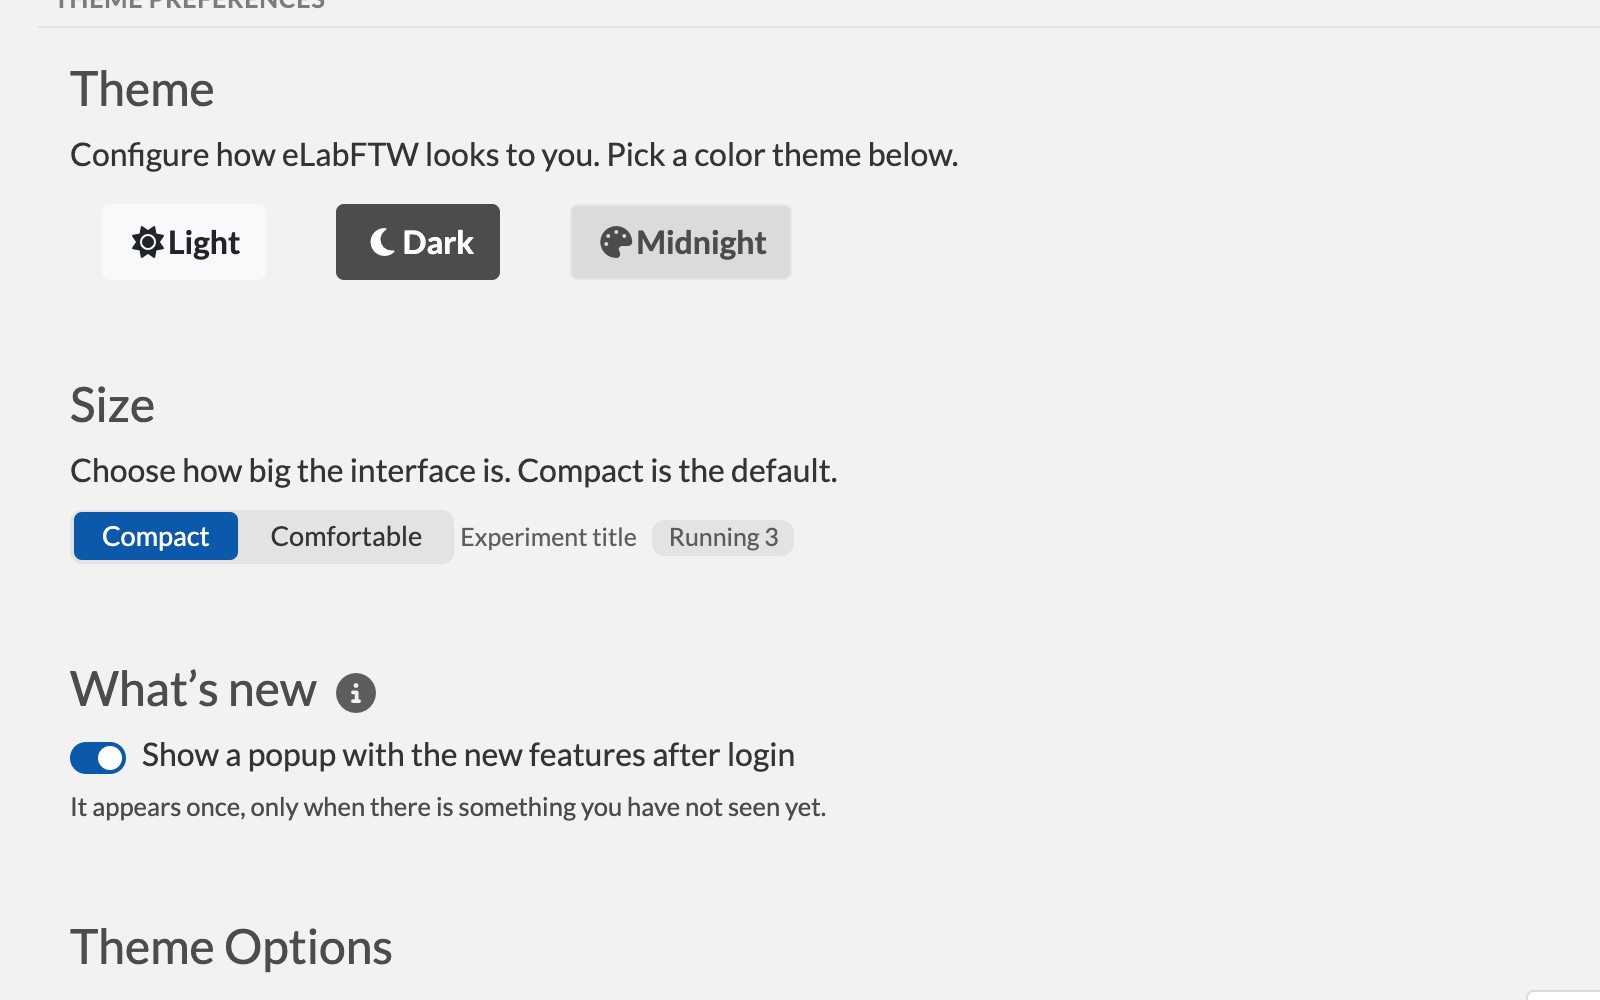 THEME PREFERENCES
Theme
Configure how eLabFTW looks to you. Pick a color theme below.
Light Dark Midnight
Size
Choose how big the interface is. Compact is the default.
Compact Comfortable Experiment title Running 3
What’s new
Show a popup with the new features after login
It appears once, only when there is something you have not seen yet.
Theme Options